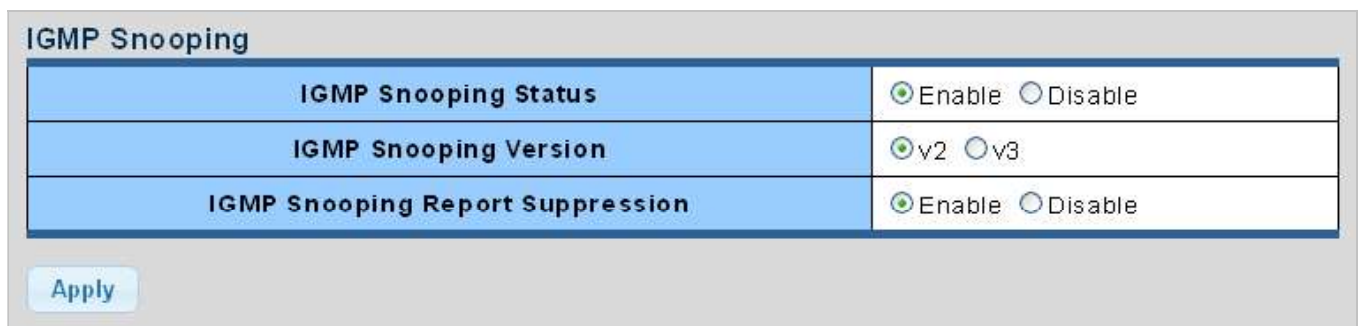 IGMP Snooping
IGMP Snooping Status Enable Disable
IGMP Snooping Version v2 v3
IGMP Snooping Report Suppression Enable Disable
Apply